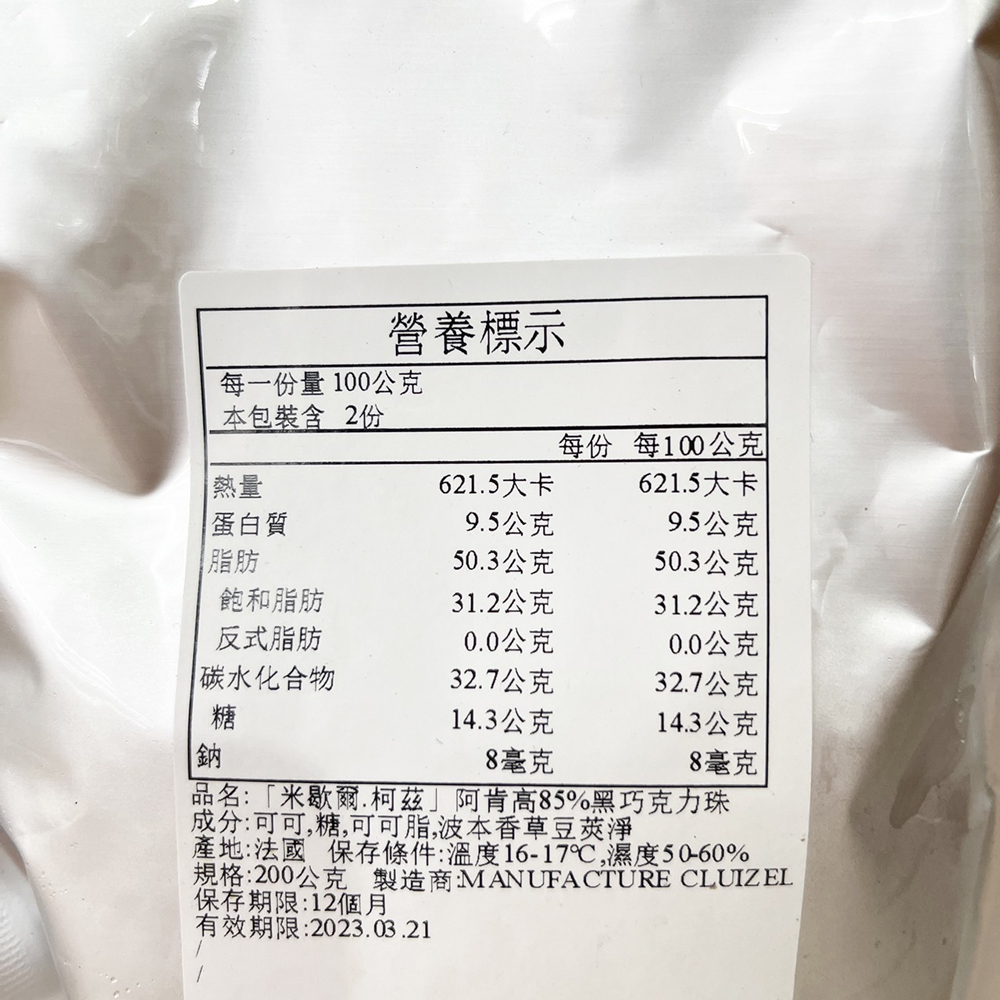 營養標示
每一份量 100公克
本包裝含 2份
每份 每100公克
熱量 621.5大卡 621.5大卡
蛋白質 9.5公克 9.5公克
脂肪 50.3公克 50.3公克
飽和脂肪 31.2公克 31.2公克
反式脂肪 0.0公克 0.0公克
碳水化合物 32.7公克 32.7公克
糖 14.3公克 14.3公克
鈉 8毫克 8毫克
品名:「米歇爾.柯茲」阿肯高85%黑巧克力珠
成分:可可,糖,可可脂,波本香草豆莢淨
產地:法國 保存條件:溫度16-17℃,濕度50-60%
規格:200公克 製造商:MANUFACTURE CLUIZEL
保存期限:12個月
有效期限:2023.03.21
/
/